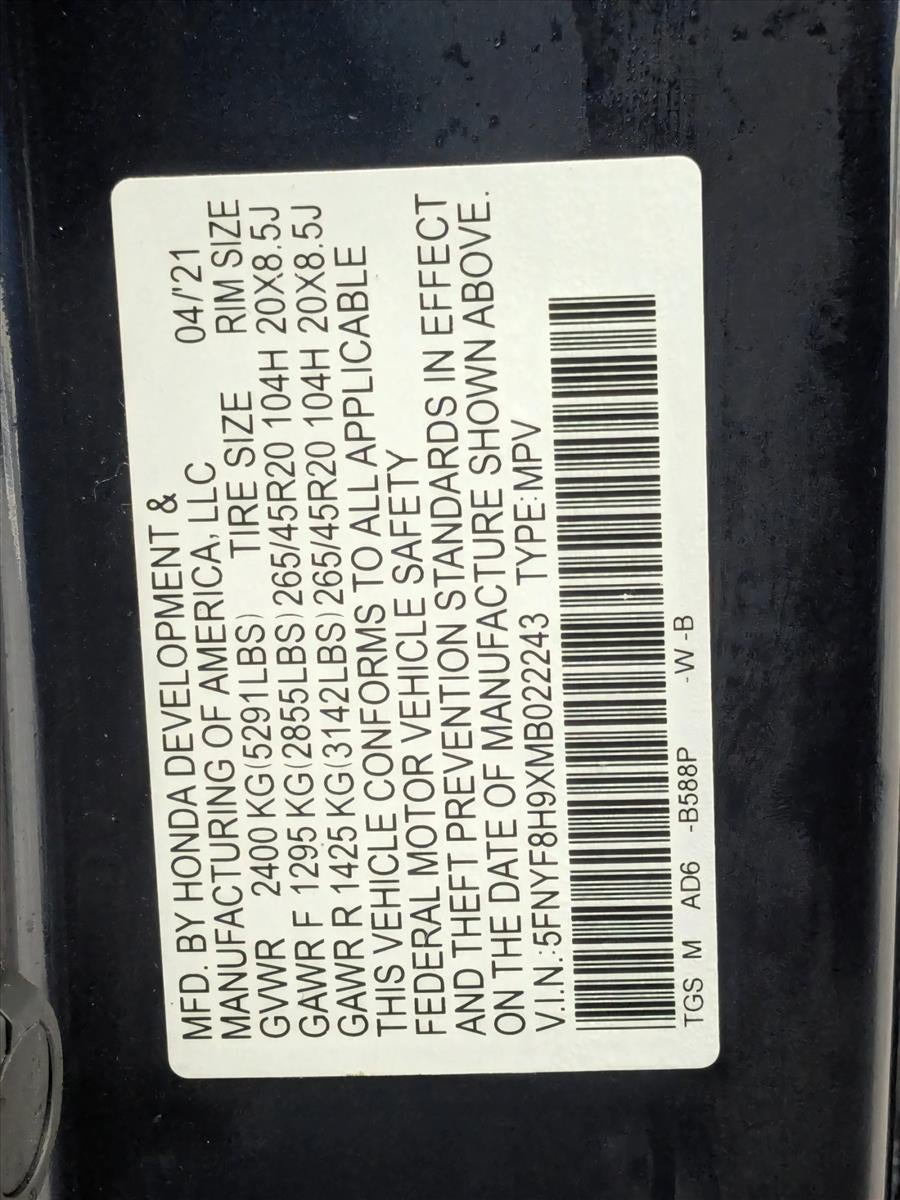 MFD. BY HONDA DEVELOPMENT & 04/'21
MANUFACTURING OF AMERICA, LLC RIM SIZE
GVWR 2400 KG(5291LBS) TIRE SIZE
GAWR F 1295 KG(2855LBS) 265/45R20 104H 20X8.5J
GAWR R 1425 KG(3142LBS) 265/45R20 104H 20X8.5J
THIS VEHICLE CONFORMS TO ALL APPLICABLE
FEDERAL MOTOR VEHICLE SAFETY
AND THEFT PREVENTION STANDARDS IN EFFECT
ON THE DATE OF MANUFACTURE SHOWN ABOVE.
V.I.N.:5FNYF8H9XMB022243 TYPE:MPV
TGS M AD6 -B588P -W -B